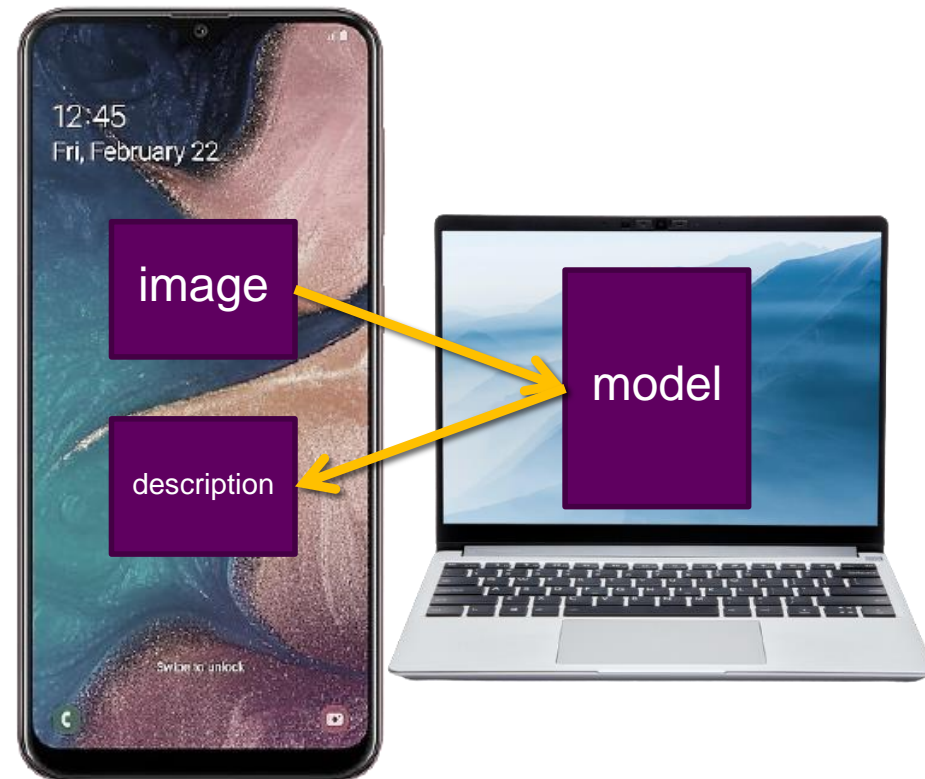 12:45
Fri, February 22
image
model
description
Swipe to unlock